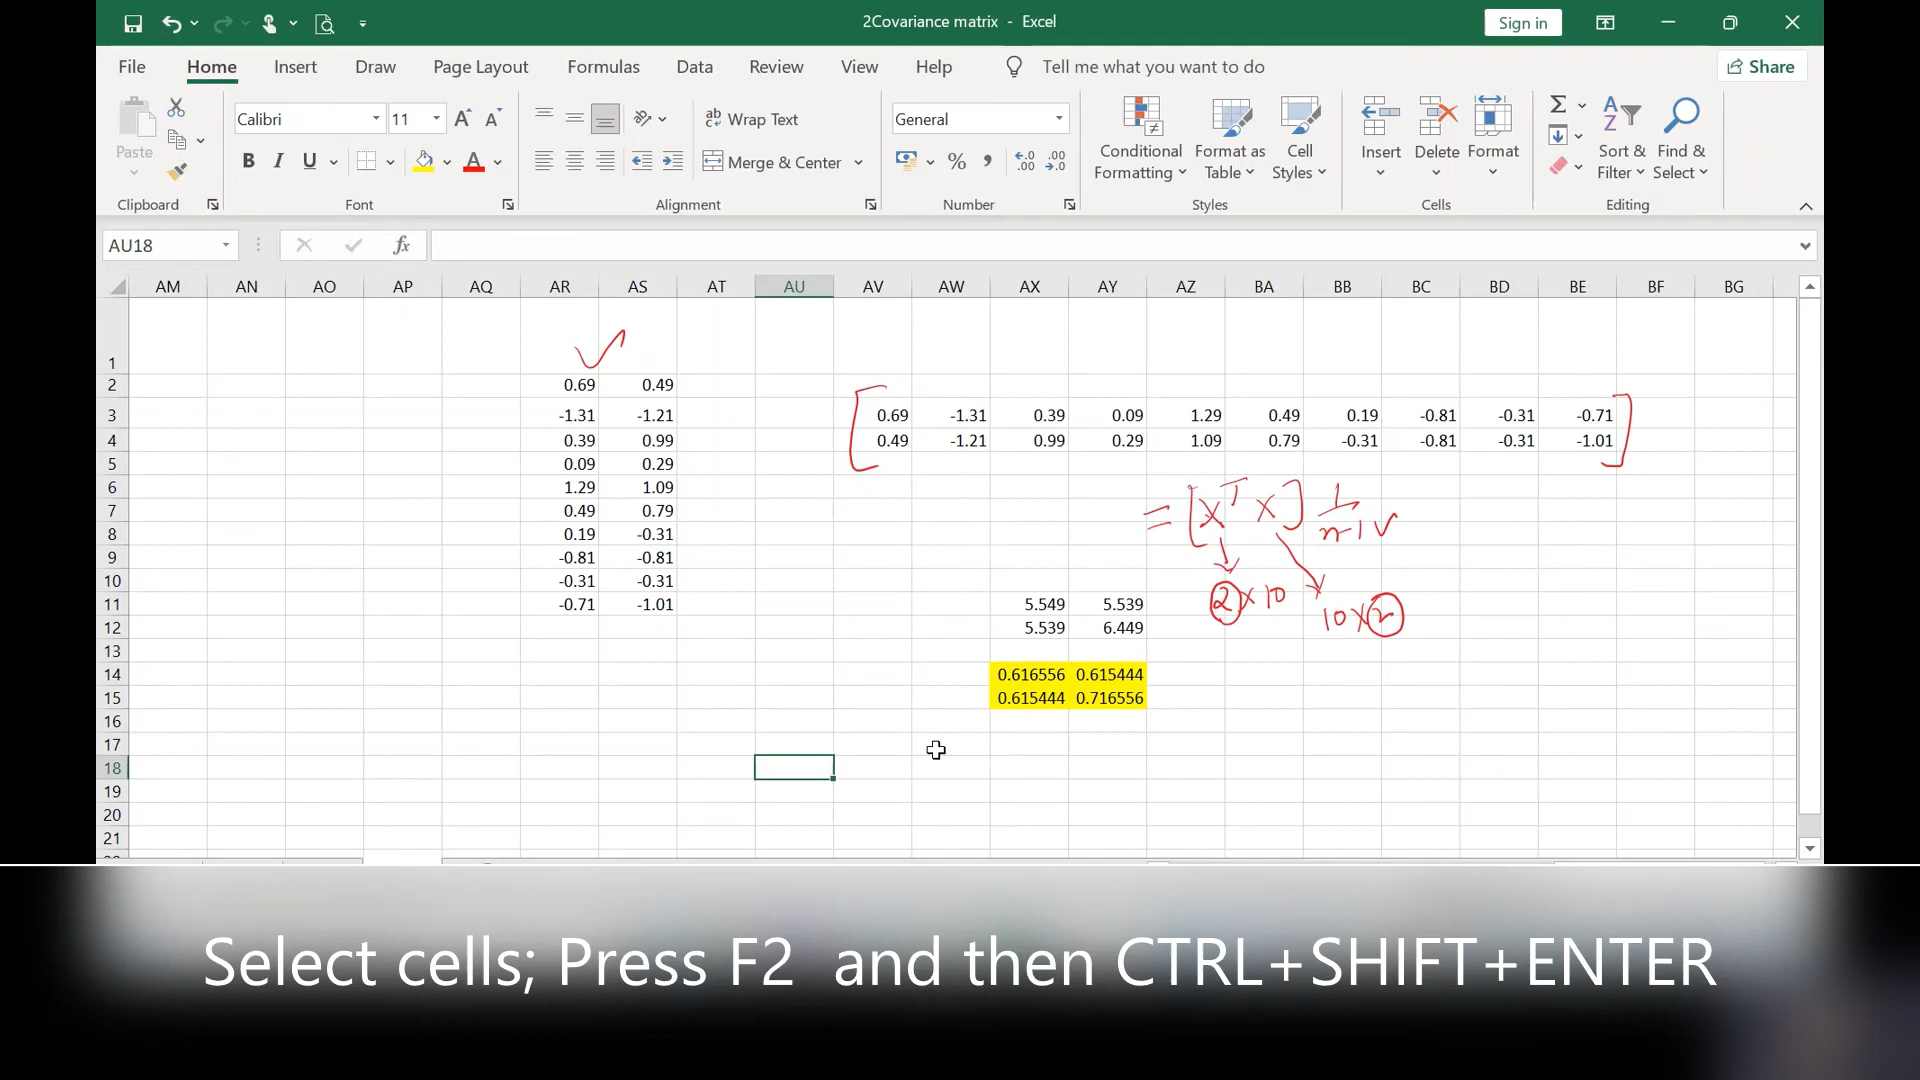 2Covariance matrix - Excel
Sign in
File Home Insert Draw Page Layout Formulas Data Review View Help Tell me what you want to do Share
Paste
Calibri 11
B I U A
Wrap Text
Merge & Center
General
Conditional Formatting
Format as Table
Cell Styles
Insert Delete Format
Sort & Filter
Find & Select
Clipboard Font Alignment Number Styles Cells Editing
AU18 fx
AM AN AO AP AQ AR AS AT AU AV AW AX AY AZ BA BB BC BD BE BF BG
1
2 0.69 0.49
3 -1.31 -1.21 0.69 -1.31 0.39 0.09 1.29 0.49 0.19 -0.81 -0.31 -0.71
4 0.39 0.99 0.49 -1.21 0.99 0.29 1.09 0.79 -0.31 -0.81 -0.31 -1.01
5 0.09 0.29
6 1.29 1.09
7 0.49 0.79
= [X^T X] 1/n-1
8 0.19 -0.31
9 -0.81 -0.81
10 -0.31 -0.31
11 -0.71 -1.01 5.549 5.539 2×10
12 5.539 6.449 10×2
13
14 0.616556 0.615444
15 0.615444 0.716556
16
17
18
19
20
21
Select cells; Press F2 and then CTRL+SHIFT+ENTER